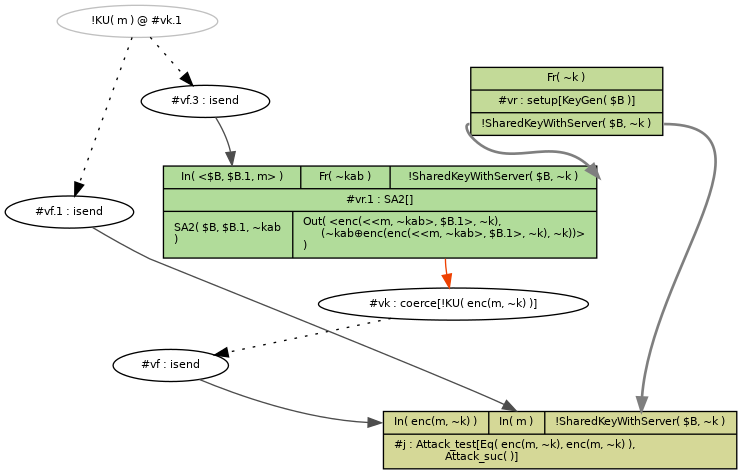 !KU( m ) @ #vk.1
Fr( ~k )
#vf.3 : isend
#vr : setup[KeyGen( $B )]
!SharedKeyWithServer( $B, ~k )
In( <$B, $B.1, m> )
Fr( ~kab )
!SharedKeyWithServer( $B, ~k )
#vr.1 : SA2[]
#vf.1 : isend
SA2( $B, $B.1, ~kab
)
Out( <enc(<<m, ~kab>, $B.1>, ~k),
(~kab⊕enc(enc(<<m, ~kab>, $B.1>, ~k), ~k))>
)
#vk : coerce[!KU( enc(m, ~k) )]
#vf : isend
In( enc(m, ~k) )
In( m )
!SharedKeyWithServer( $B, ~k )
#j : Attack_test[Eq( enc(m, ~k), enc(m, ~k) ),
Attack_suc( )]